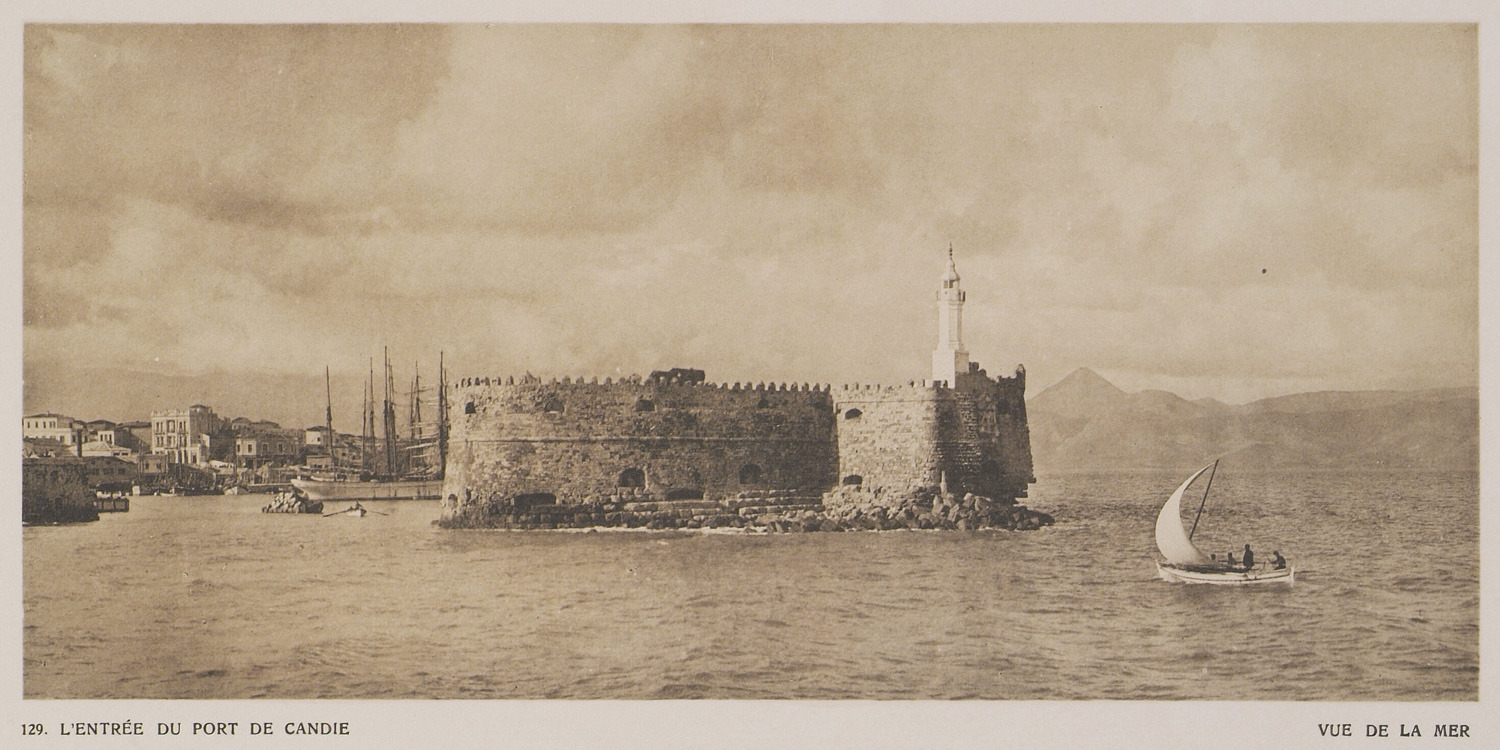 129. L'ENTRÉE DU PORT DE CANDIE
VUE DE LA MER